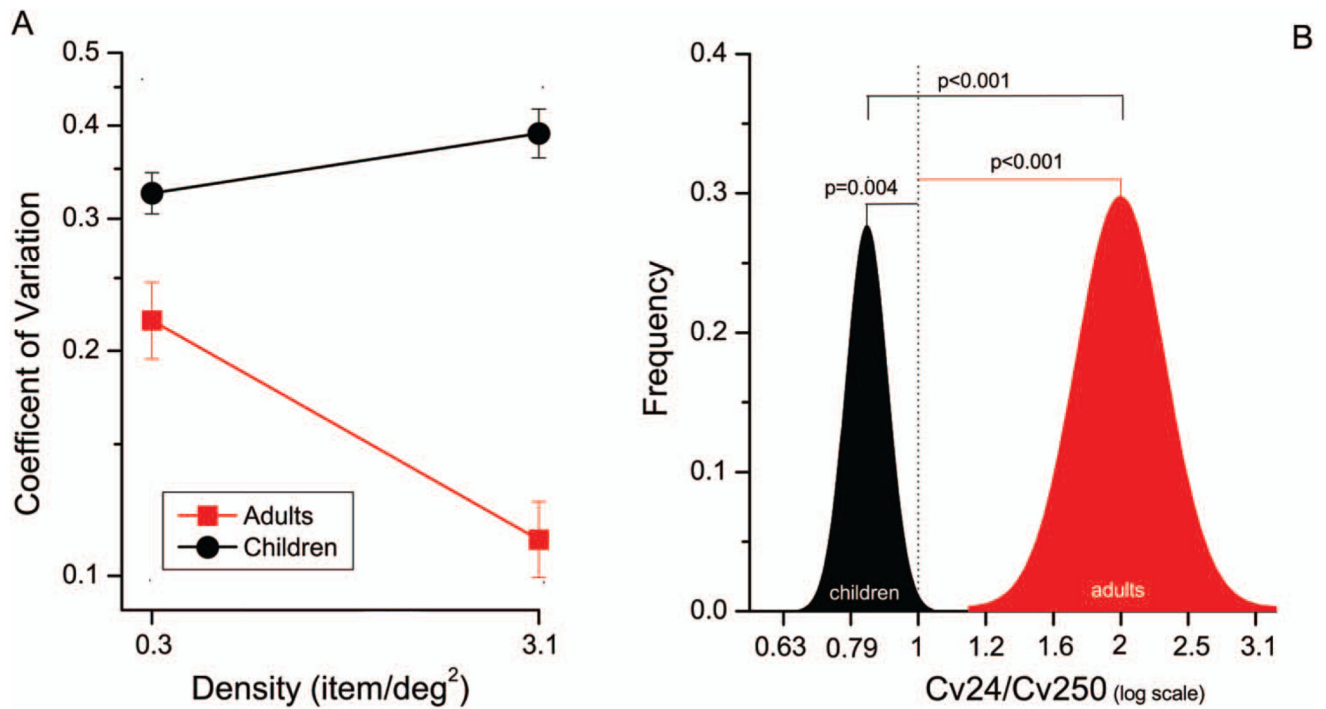 A
B
0.5
0.4
0.3
0.2
0.1
Coefficent of Variation
Adults
Children
0.3
3.1
Density (item/deg²)
0.4
0.3
0.2
0.1
0.0
Frequency
p<0.001
p<0.001
p=0.004
children
adults
0.63
0.79
1
1.2
1.6
2
2.5
3.1
Cv24/Cv250 (log scale)